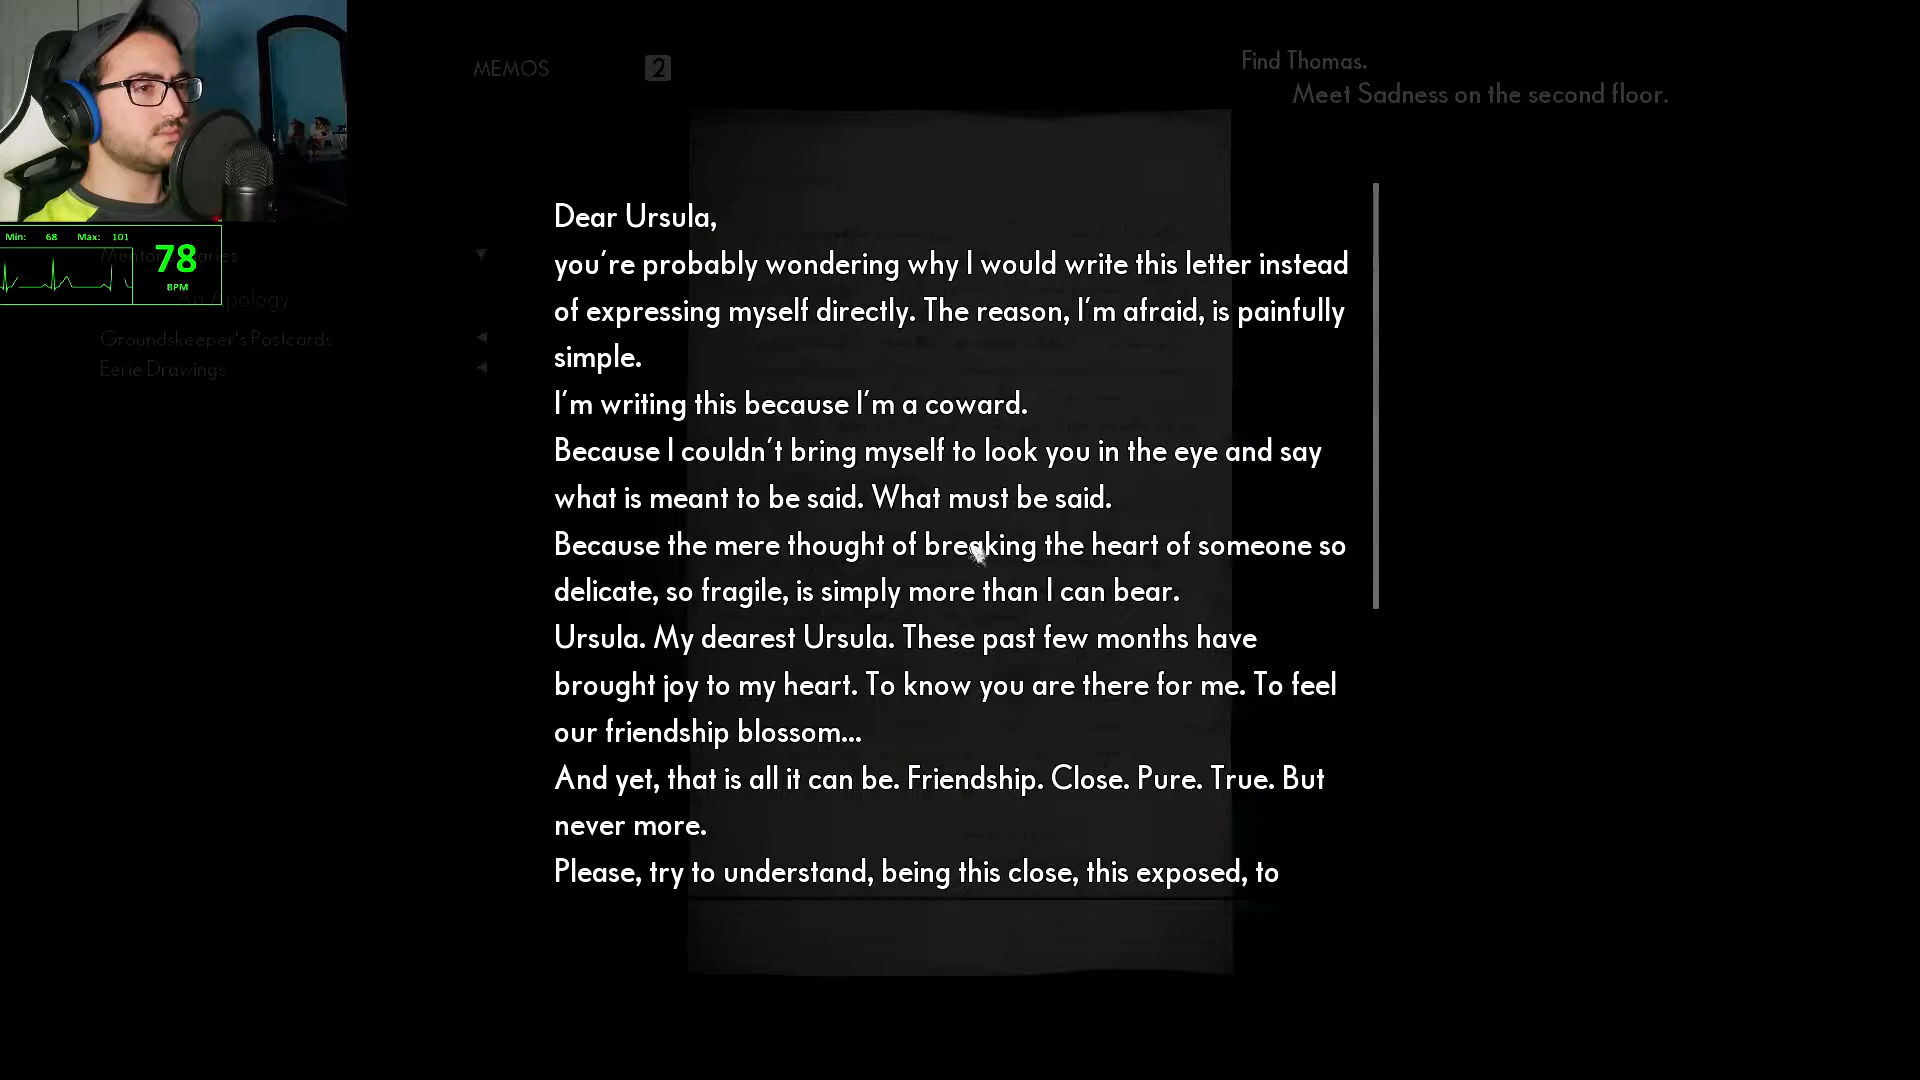 MEMOS 2
Find Thomas.
Meet Sadness on the second floor.
Min: 68 Max: 101
78
BPM
Groundskeeper's Postcards
Eerie Drawings
Dear Ursula,
you're probably wondering why I would write this letter instead
of expressing myself directly. The reason, I'm afraid, is painfully
simple.
I'm writing this because I'm a coward.
Because I couldn't bring myself to look you in the eye and say
what is meant to be said. What must be said.
Because the mere thought of breaking the heart of someone so
delicate, so fragile, is simply more than I can bear.
Ursula. My dearest Ursula. These past few months have
brought joy to my heart. To know you are there for me. To feel
our friendship blossom...
And yet, that is all it can be. Friendship. Close. Pure. True. But
never more.
Please, try to understand, being this close, this exposed, to